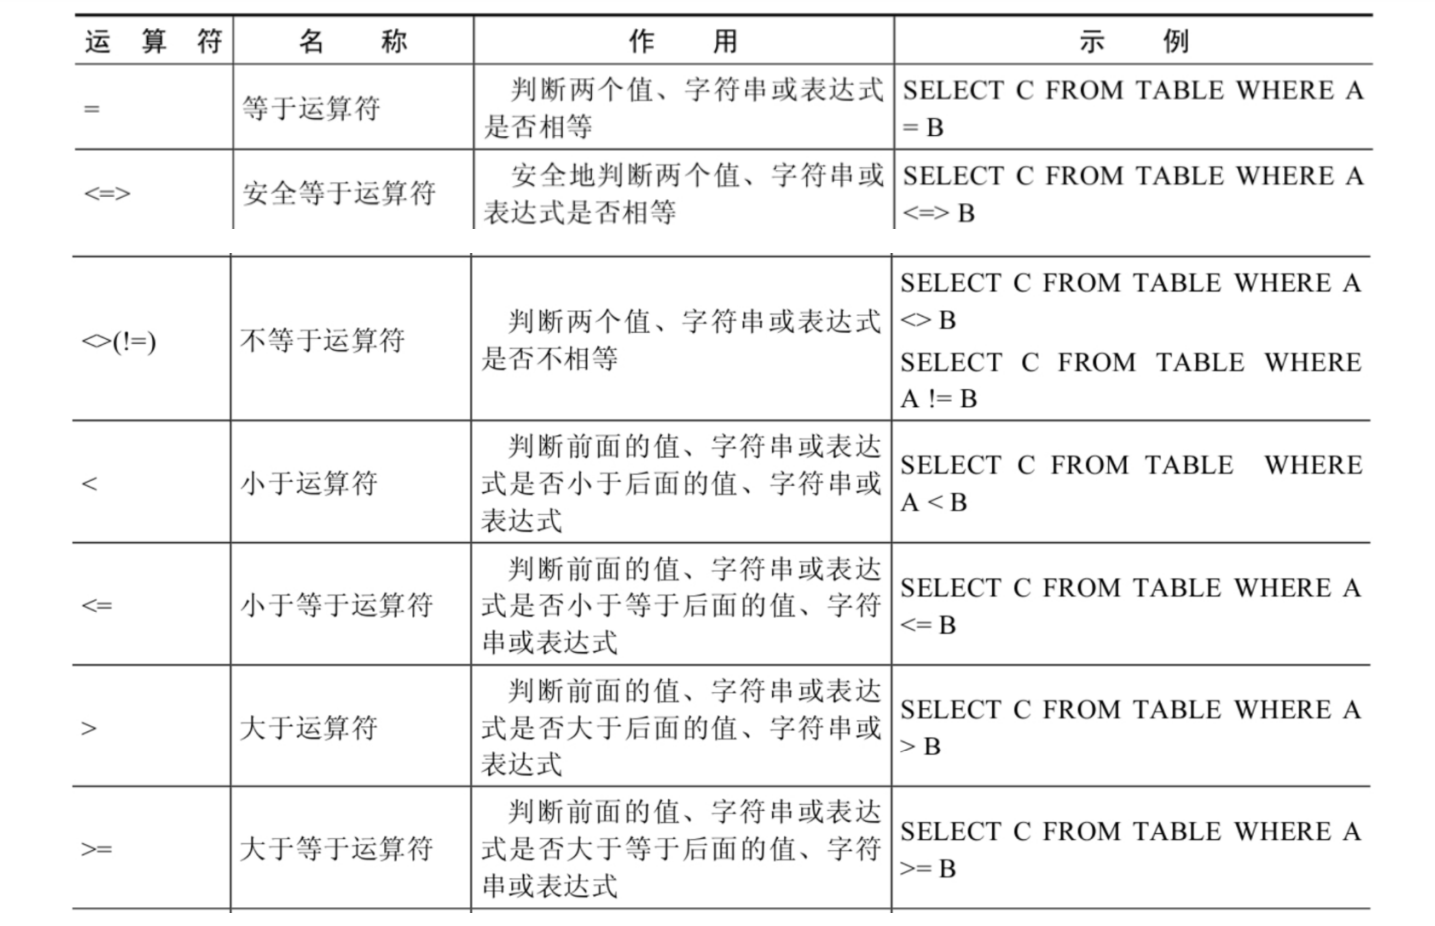 运 算 符 名 称 作 用 示 例
= 等于运算符 判断两个值、字符串或表达式 SELECT C FROM TABLE WHERE A
是否相等 = B
<=> 安全等于运算符 安全地判断两个值、字符串或 SELECT C FROM TABLE WHERE A
表达式是否相等 <=> B
<>(!=) 不等于运算符 判断两个值、字符串或表达式
是否不相等
SELECT C FROM TABLE WHERE A
<> B
SELECT C FROM TABLE WHERE
A != B
< 小于运算符 判断前面的值、字符串或表达
式是否小于后面的值、字符串或
表达式
SELECT C FROM TABLE WHERE
A < B
<= 小于等于运算符 判断前面的值、字符串或表达
式是否小于等于后面的值、字符
串或表达式
SELECT C FROM TABLE WHERE A
<= B
> 大于运算符 判断前面的值、字符串或表达
式是否大于后面的值、字符串或
表达式
SELECT C FROM TABLE WHERE A
> B
>= 大于等于运算符 判断前面的值、字符串或表达
式是否大于等于后面的值、字符
串或表达式
SELECT C FROM TABLE WHERE A
>= B